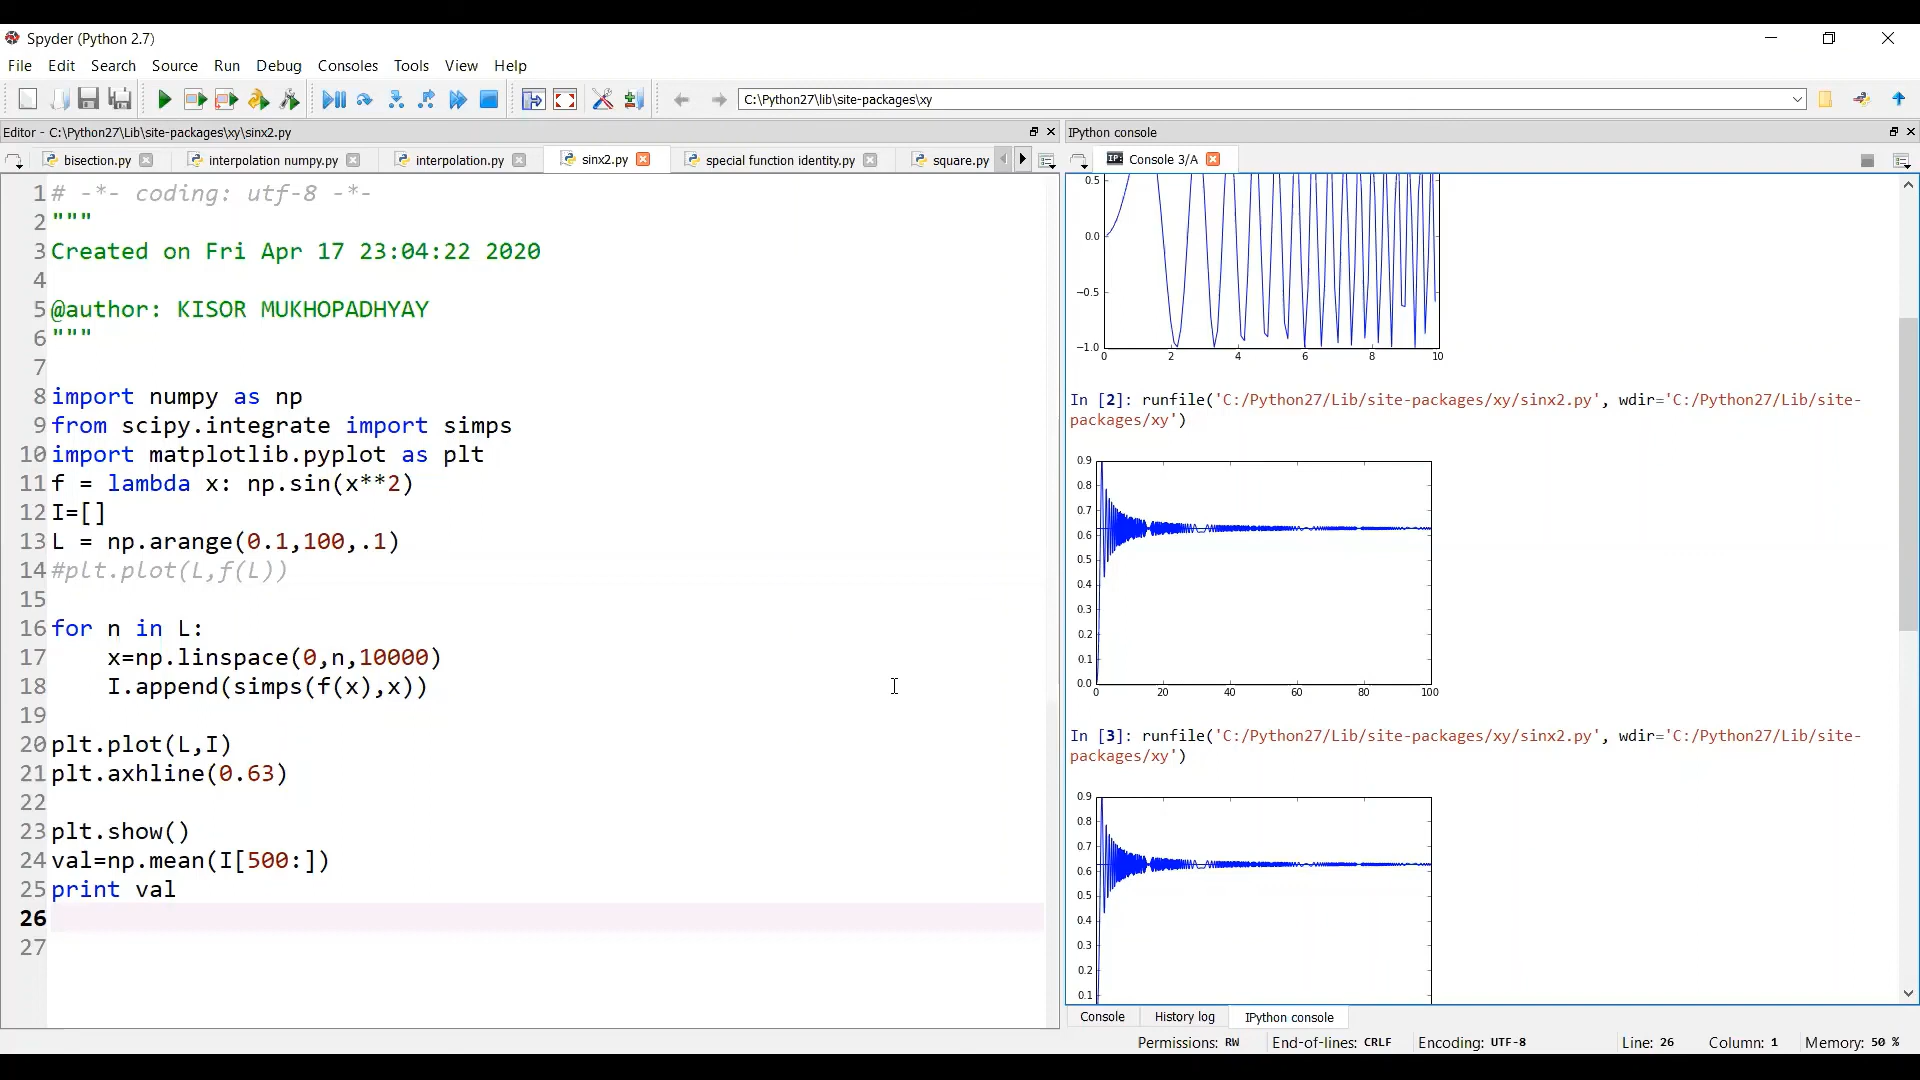 Spyder (Python 2.7)
File Edit Search Source Run Debug Consoles Tools View Help
C:\Python27\lib\site-packages\xy
Editor - C:\Python27\Lib\site-packages\xy\sinx2.py
bisection.py interpolation numpy.py interpolation.py sinx2.py special function identity.py square.py
1 # -*- coding: utf-8 -*-
2 """
3 Created on Fri Apr 17 23:04:22 2020
4
5 @author: KISOR MUKHOPADHYAY
6 """
7
8 import numpy as np
9 from scipy.integrate import simps
10 import matplotlib.pyplot as plt
11 f = lambda x: np.sin(x**2)
12 I=[]
13 L = np.arange(0.1,100,.1)
14 #plt.plot(L,f(L))
15
16 for n in L:
17     x=np.linspace(0,n,10000)
18     I.append(simps(f(x),x))
19
20 plt.plot(L,I)
21 plt.axhline(0.63)
22
23 plt.show()
24 val=np.mean(I[500:])
25 print val
26
27
IPython console
IP: Console 3/A
0.5
0.0
−0.5
−1.0
0 2 4 6 8 10
In [2]: runfile('C:/Python27/Lib/site-packages/xy/sinx2.py', wdir='C:/Python27/Lib/site-
packages/xy')
0.9
0.8
0.7
0.6
0.5
0.4
0.3
0.2
0.1
0.0
0 20 40 60 80 100
In [3]: runfile('C:/Python27/Lib/site-packages/xy/sinx2.py', wdir='C:/Python27/Lib/site-
packages/xy')
0.9
0.8
0.7
0.6
0.5
0.4
0.3
0.2
0.1
Console History log IPython console
Permissions: RW End-of-lines: CRLF Encoding: UTF-8 Line: 26 Column: 1 Memory: 50 %